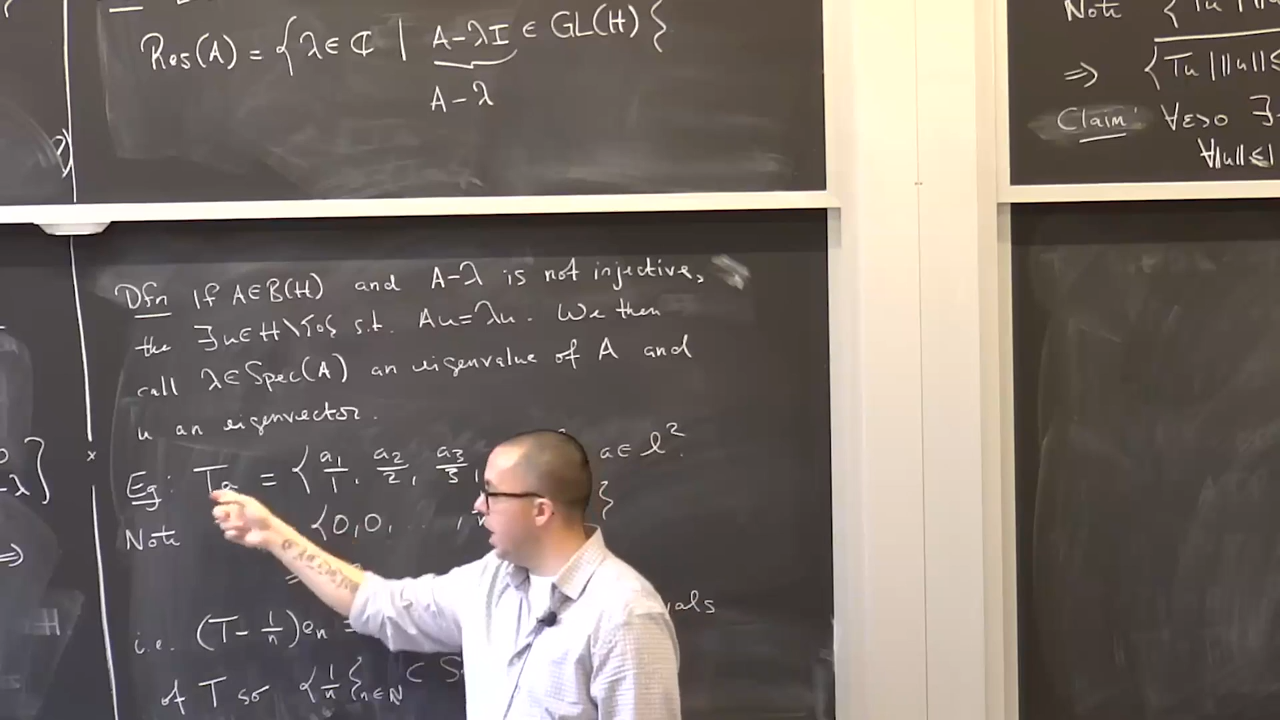 Res(A) = { λ∈ℂ | A-λI ∈ GL(H) }
A-λ
Dfn If A∈B(H) and A-λ is not injective,
the ∃u∈H\{0} s.t. Au=λu. We then
call λ∈Spec(A) an eigenvalue of A and
u an eigenvector.
Eg: Ta = { a₁/1, a₂/2, a₃/3, a∈ℓ².
Note {0,0, }
i.e. (T-1/n)eₙ =
of T so {1/n}ₙ∈ℕ ⊂
Note
⇒ {Tu | ‖u‖≤
Claim: ∀ε>0 ∃
∀‖u‖≤1